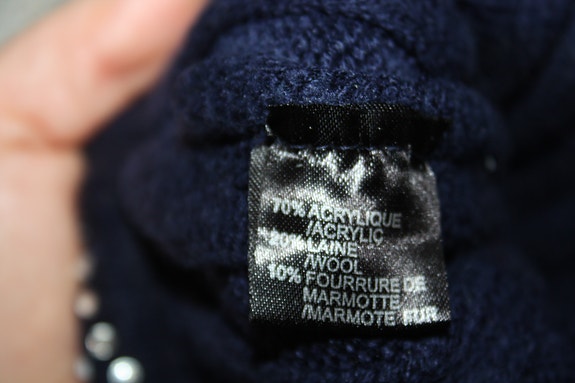 70% ACRYLIQUE
/ACRYLIC
20% LAINE
/WOOL
10% FOURRURE DE
MARMOTTE
/MARMOTE FUR